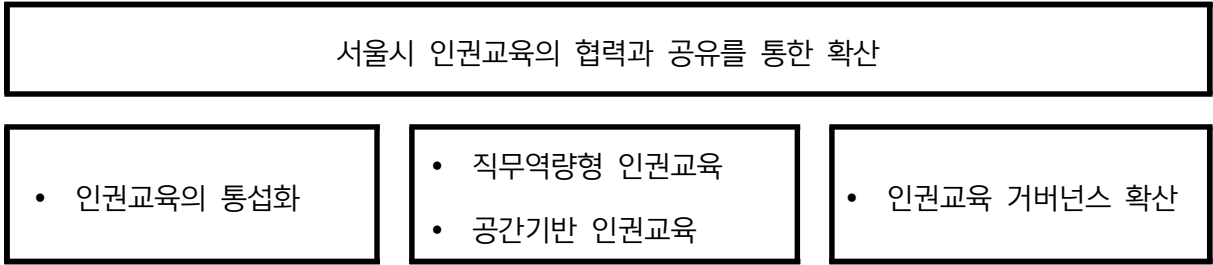 서울시 인권교육의 협력과 공유를 통한 확산
• 인권교육의 통섭화
• 직무역량형 인권교육
• 공간기반 인권교육
• 인권교육 거버넌스 확산